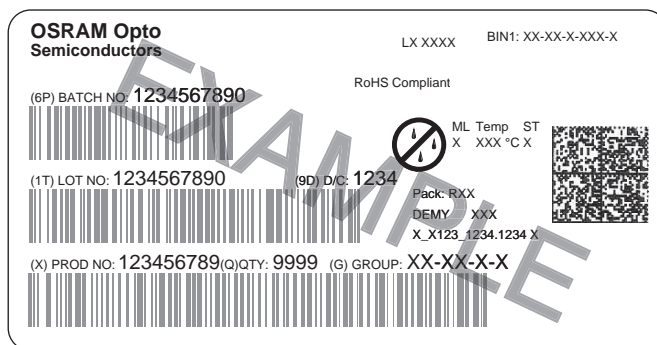 OSRAM Opto
Semiconductors
LX XXXX
BIN1: XX-XX-X-XXX-X
RoHS Compliant
(6P) BATCH NO: 1234567890
ML Temp ST
X XXX °C X
(1T) LOT NO: 1234567890 (9D) D/C: 1234
Pack: RXX
DEMY XXX
X_X123_1234.1234 X
(X) PROD NO: 123456789(Q)QTY: 9999 (G) GROUP: XX-XX-X-X
EXAMPLE